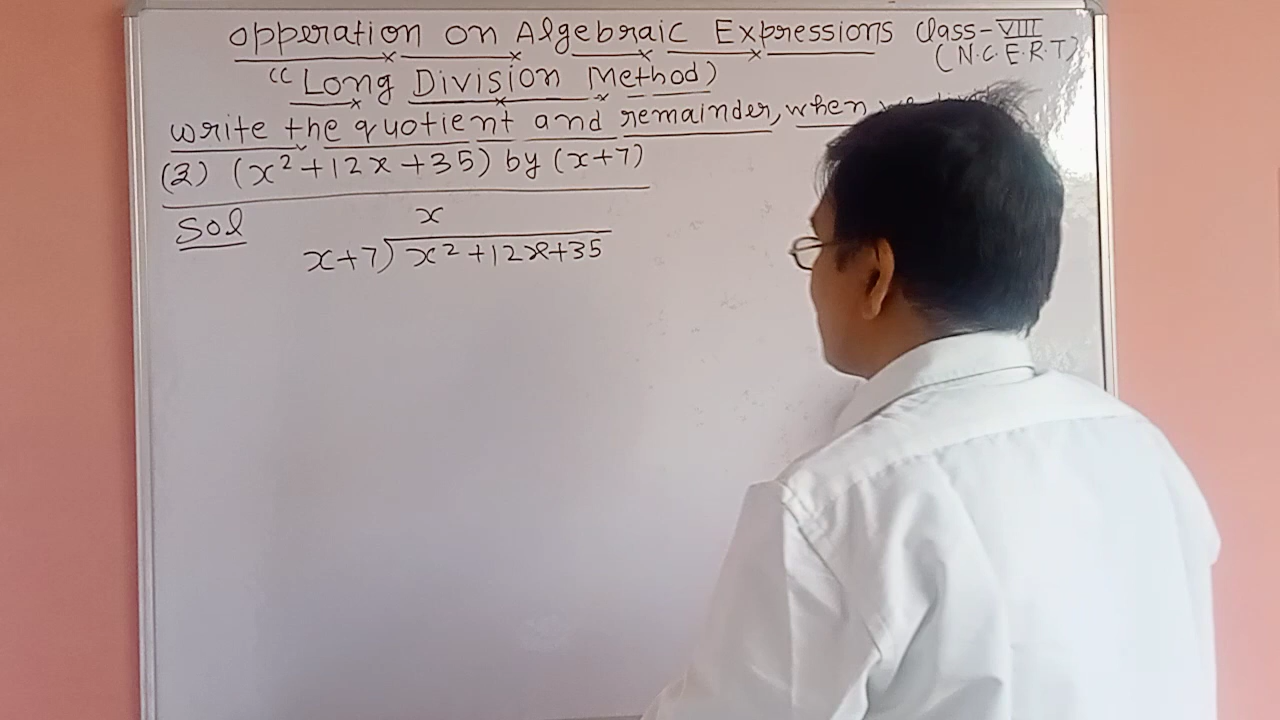 opperation on Algebraic Expressions class-VIII
(N.C.E.R.T)
"Long Division Method)
write the quotient and remainder, when
(3) (x²+12x+35) by (x+7)
Sol
x
x+7) x²+12x+35